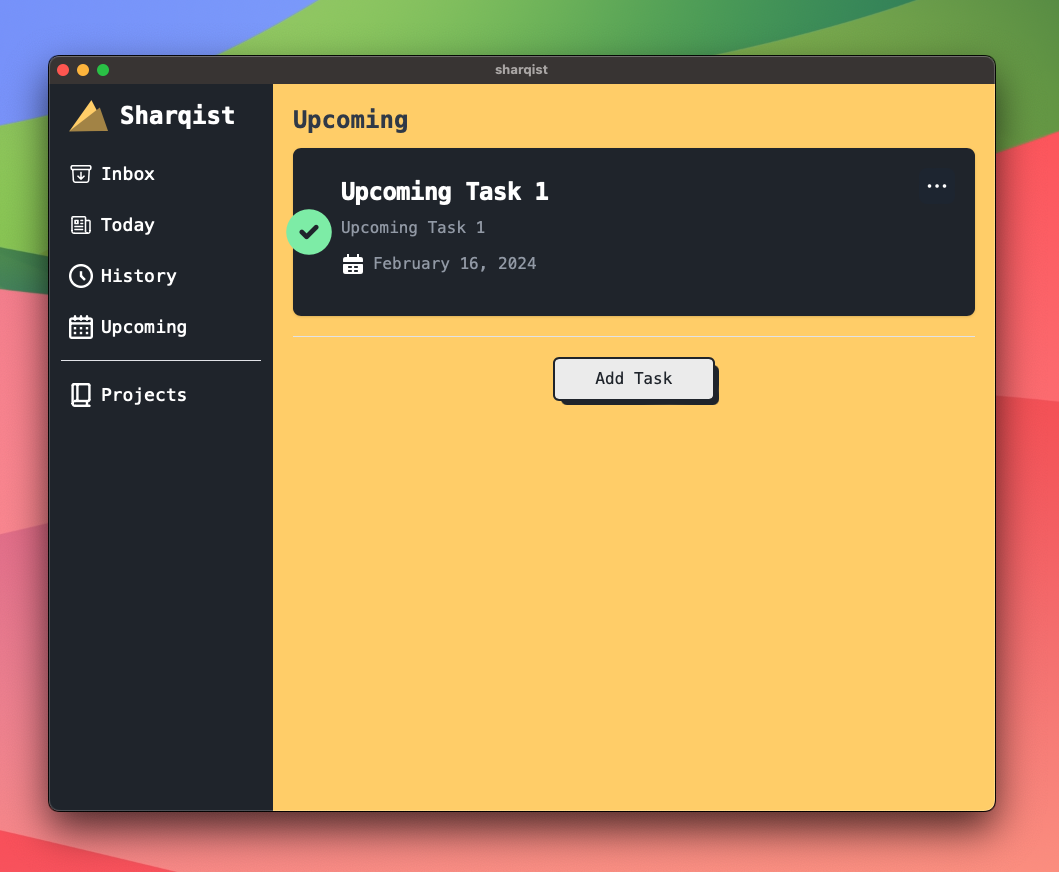 sharqist
Sharqist
Inbox
Today
History
Upcoming
Projects
Upcoming
Upcoming Task 1
Upcoming Task 1
February 16, 2024
Add Task